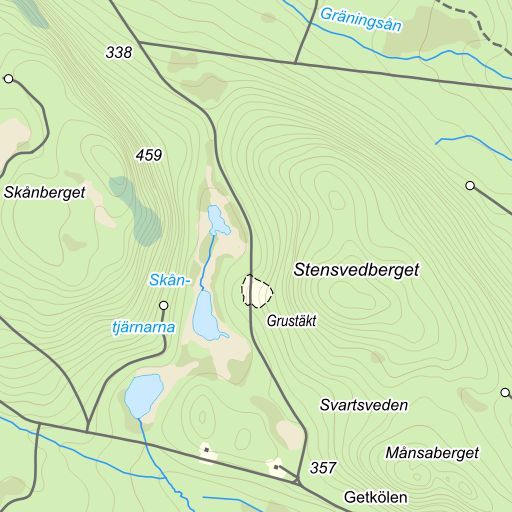 Gräningsån
338
459
Skånberget
Stensvedberget
Skån-
tjärnarna
Grustäkt
Svartsveden
Månsaberget
357
Getkölen